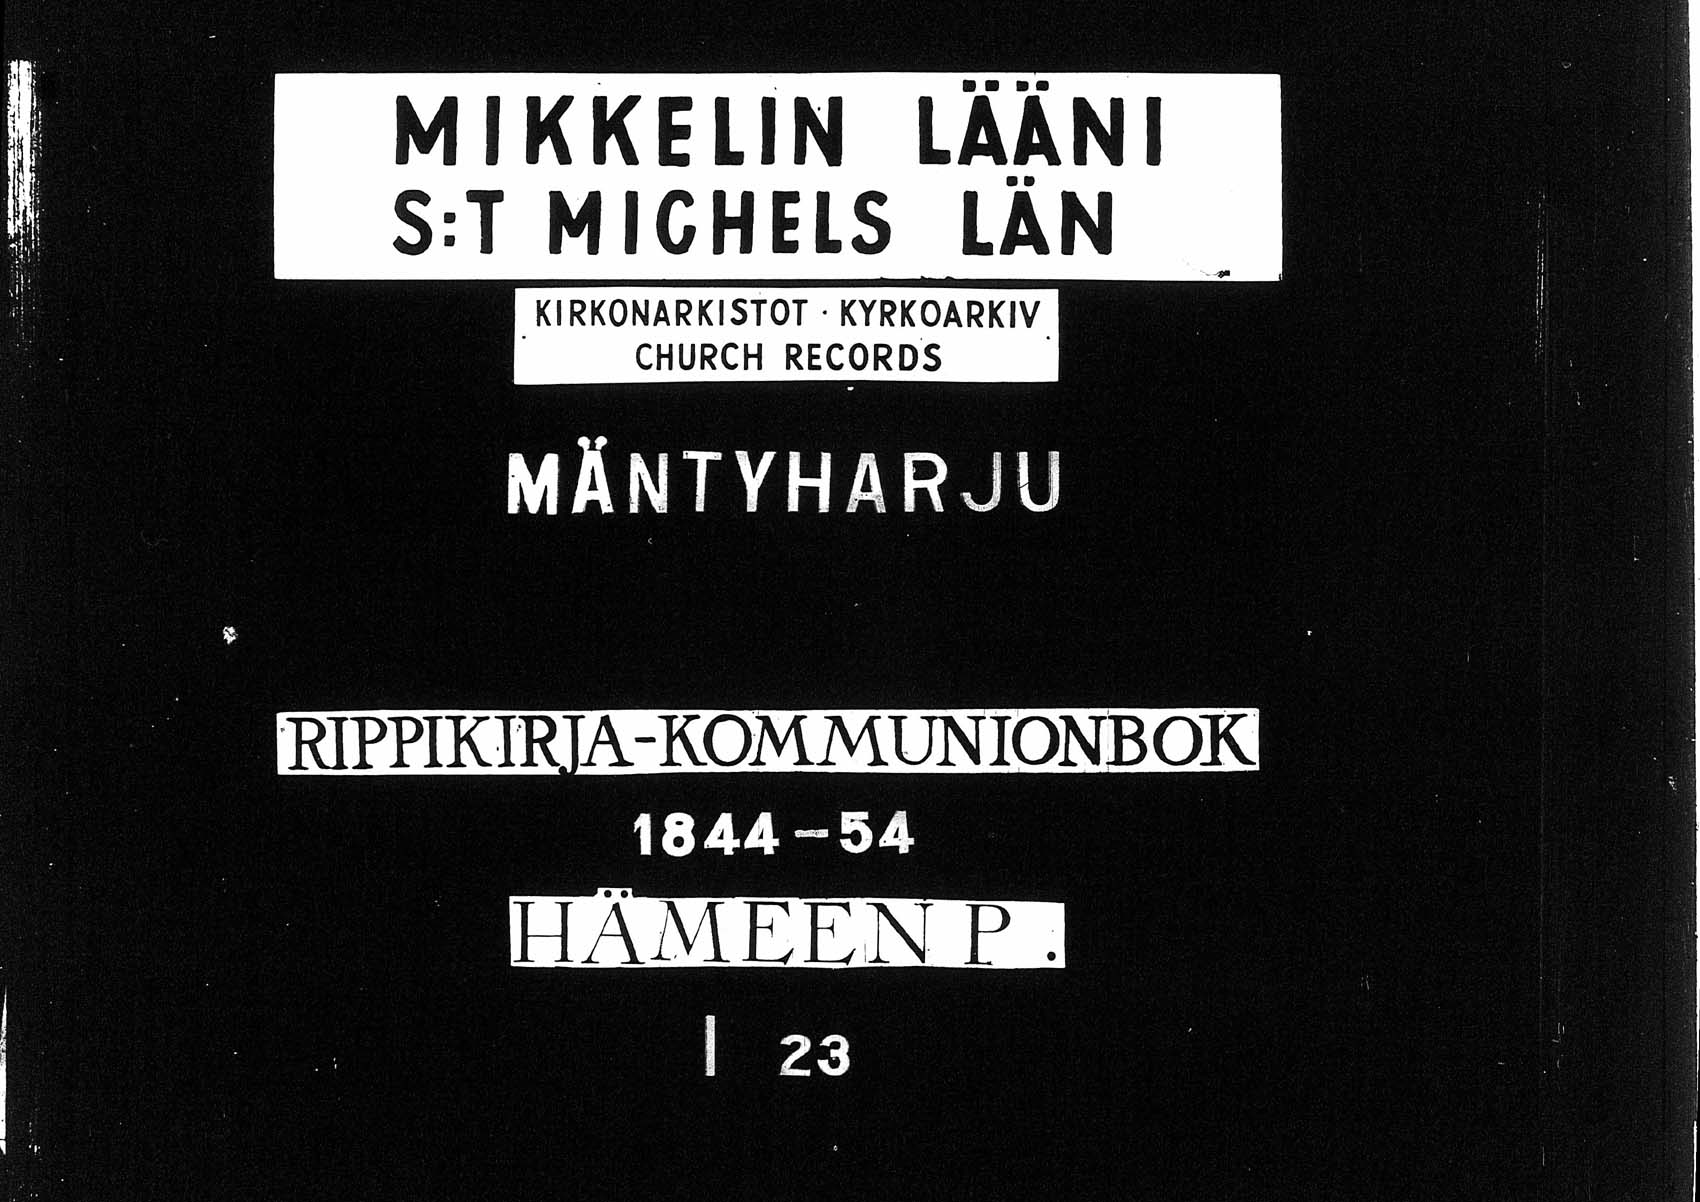 MIKKELIN LÄÄNI
S:T MICHELS LÄN
KIRKONARKISTOT · KYRKOARKIV
CHURCH RECORDS
MÄNTYHARJU
RIPPIKIRJA-KOMMUNIONBOK
1844-54
HÄMEEN P.
I 23